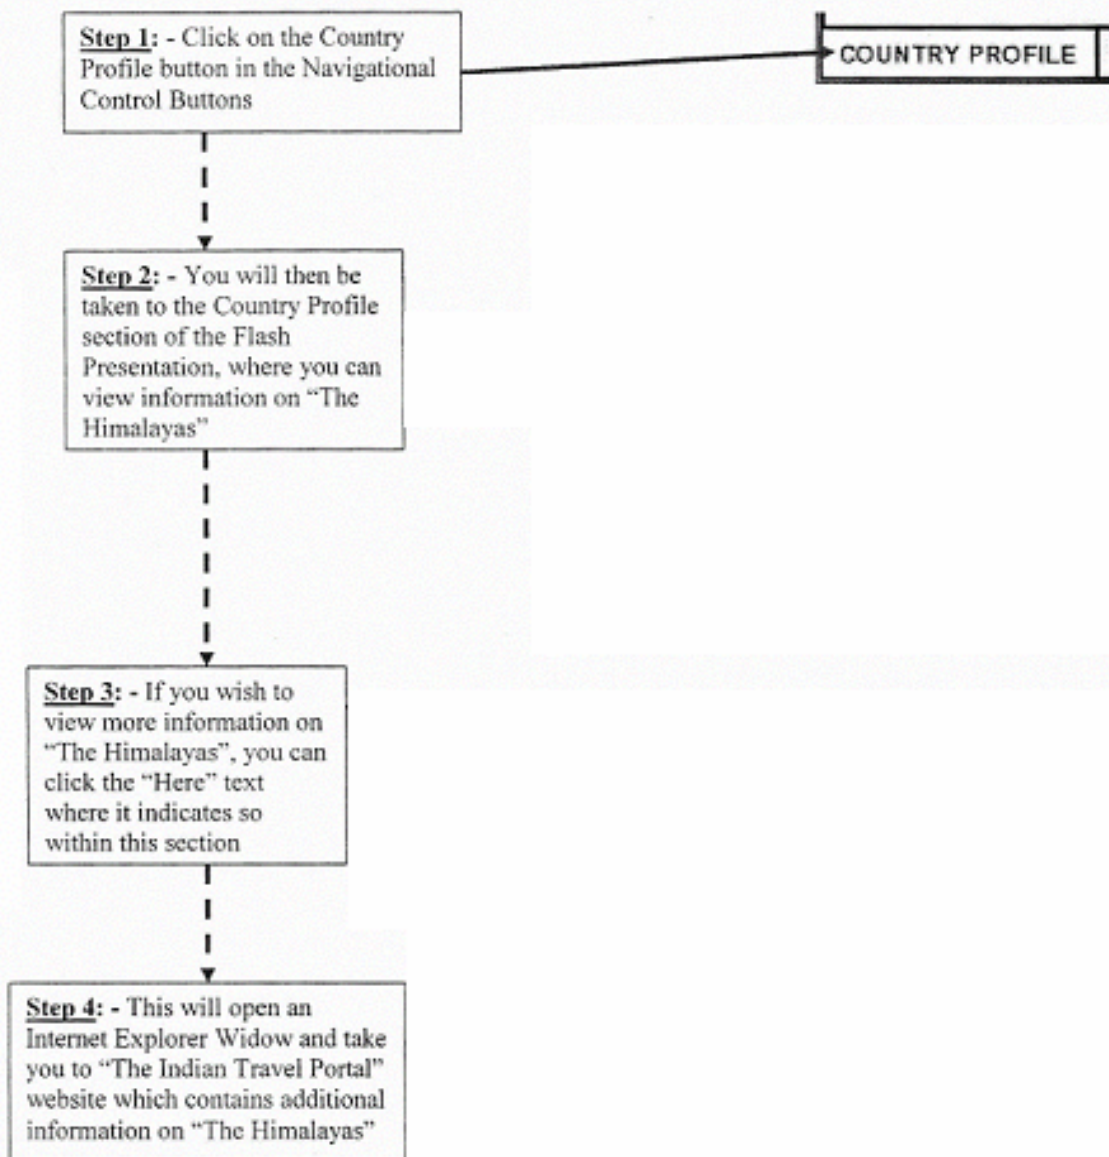 Step 1: - Click on the Country
Profile button in the Navigational
Control Buttons
COUNTRY PROFILE
Step 2: - You will then be
taken to the Country Profile
section of the Flash
Presentation, where you can
view information on “The
Himalayas”
Step 3: - If you wish to
view more information on
“The Himalayas”, you can
click the “Here” text
where it indicates so
within this section
Step 4: - This will open an
Internet Explorer Widow and take
you to “The Indian Travel Portal”
website which contains additional
information on “The Himalayas”